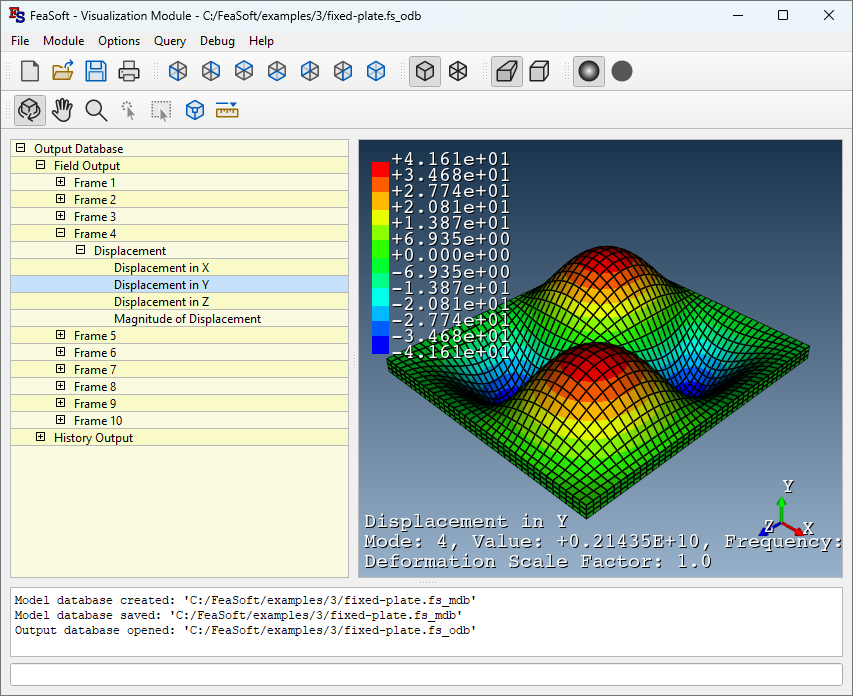 FeaSoft - Visualization Module - C:/FeaSoft/examples/3/fixed-plate.fs_odb
File Module Options Query Debug Help
Output Database
Field Output
Frame 1
Frame 2
Frame 3
Frame 4
Displacement
Displacement in X
Displacement in Y
Displacement in Z
Magnitude of Displacement
Frame 5
Frame 6
Frame 7
Frame 8
Frame 9
Frame 10
History Output
+4.161e+01
+3.468e+01
+2.774e+01
+2.081e+01
+1.387e+01
+6.935e+00
+0.000e+00
-6.935e+00
-1.387e+01
-2.081e+01
-2.774e+01
-3.468e+01
-4.161e+01
Y
Z X
Displacement in Y
Mode: 4, Value: +0.21435E+10, Frequency:
Deformation Scale Factor: 1.0
Model database created: 'C:/FeaSoft/examples/3/fixed-plate.fs_mdb'
Model database saved: 'C:/FeaSoft/examples/3/fixed-plate.fs_mdb'
Output database opened: 'C:/FeaSoft/examples/3/fixed-plate.fs_odb'